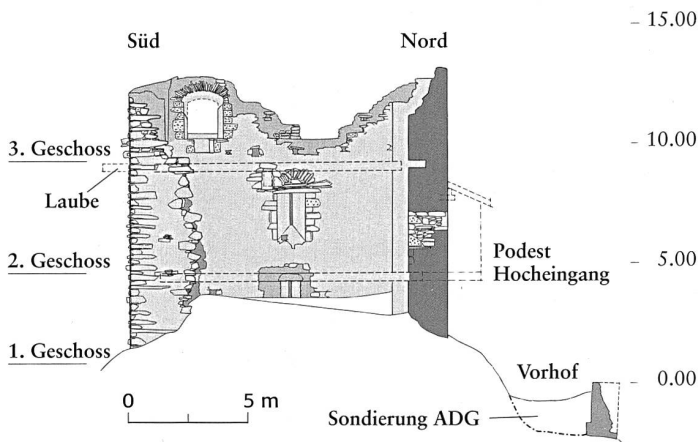 15.00
Süd
Nord
10.00
3. Geschoss
Laube
2. Geschoss
5.00
Podest
Hocheingang
1. Geschoss
Vorhof
0.00
0
5 m
Sondierung ADG